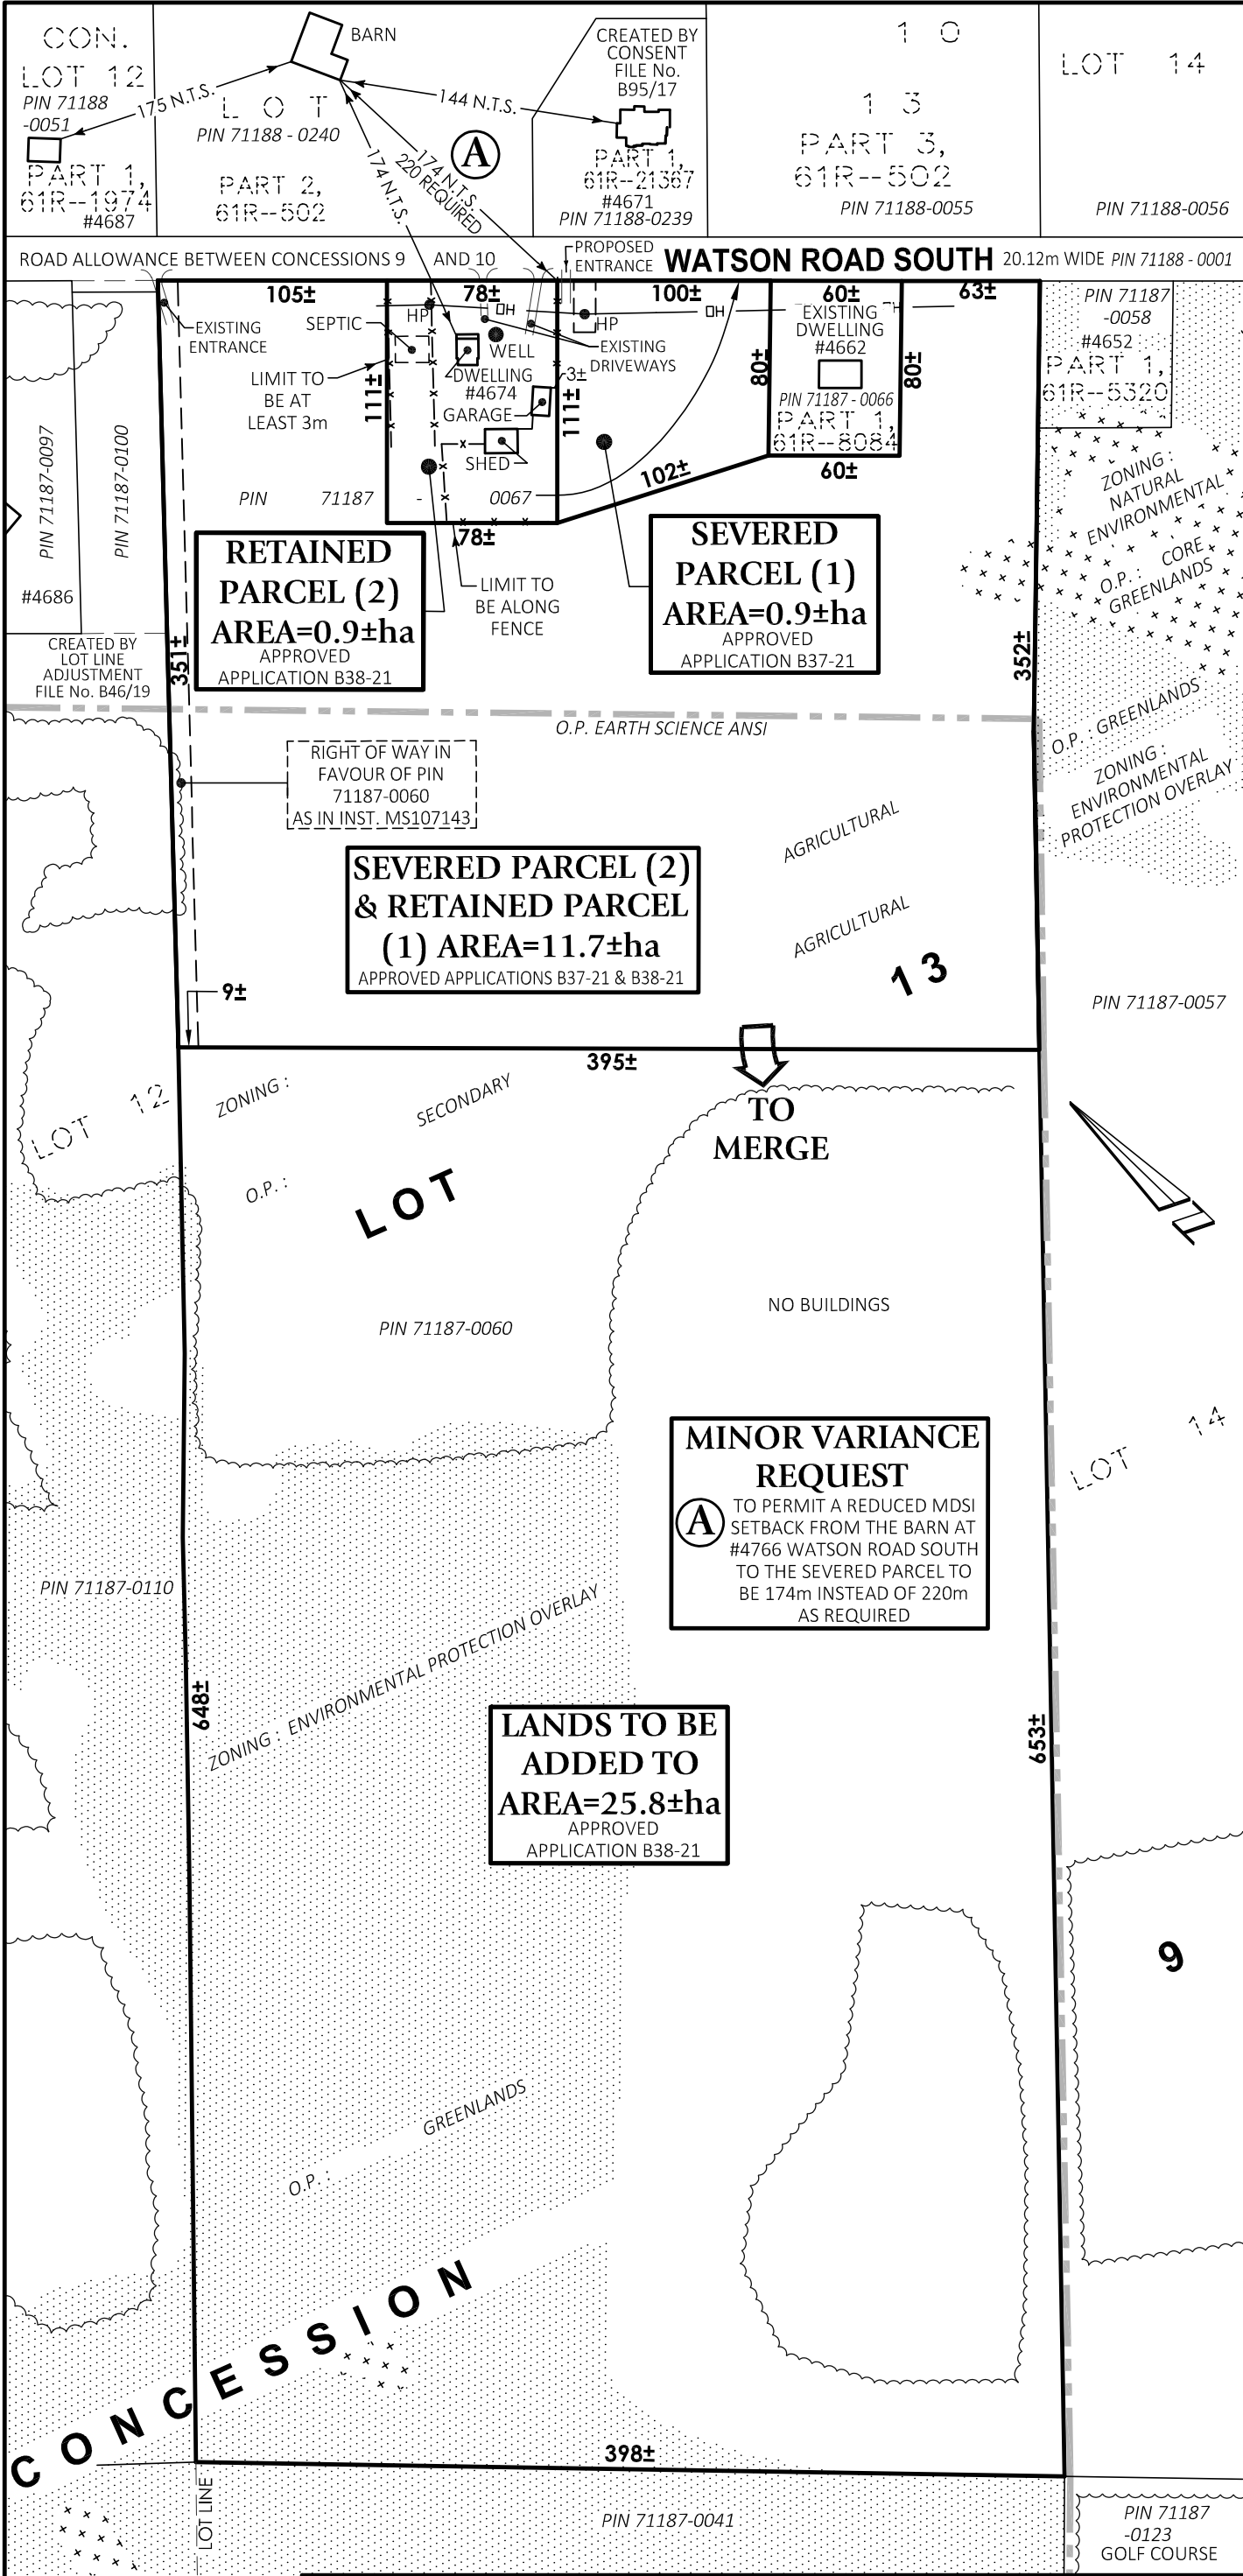 CON.
LOT 12
PIN 71188
-0051
PART 1,
61R--1974
#4687
175 N.T.S.
BARN
L O T
PIN 71188 - 0240
PART 2,
61R--502
144 N.T.S.
174 N.T.S.
174 N.T.S.
220 REQUIRED
A
CREATED BY
CONSENT
FILE No.
B95/17
PART 1,
61R--21367
#4671
PIN 71188-0239
1 0
1 3
PART 3,
61R--502
PIN 71188-0055
LOT 14
PIN 71188-0056
ROAD ALLOWANCE BETWEEN CONCESSIONS 9 AND 10
PROPOSED
ENTRANCE
WATSON ROAD SOUTH
20.12m WIDE PIN 71188 - 0001
105±
78±
100±
60±
63±
EXISTING
ENTRANCE
SEPTIC
HP
OH
HP
OH
OH
WELL
EXISTING
DRIVEWAYS
DWELLING
#4674
3±
GARAGE
SHED
LIMIT TO
BE AT
LEAST 3m
111±
111±
EXISTING
DWELLING
#4662
PIN 71187 - 0066
PART 1,
61R--8084
80±
80±
60±
102±
PIN 71187
-0058
#4652
PART 1,
61R--5320
PIN 71187-0097
PIN 71187-0100
#4686
CREATED BY
LOT LINE
ADJUSTMENT
FILE No. B46/19
PIN 71187 - 0067
78±
RETAINED
PARCEL (2)
AREA=0.9±ha
APPROVED
APPLICATION B38-21
LIMIT TO
BE ALONG
FENCE
SEVERED
PARCEL (1)
AREA=0.9±ha
APPROVED
APPLICATION B37-21
ZONING :
NATURAL
ENVIRONMENTAL
O.P. : CORE
GREENLANDS
351±
352±
O.P. EARTH SCIENCE ANSI
O.P. : GREENLANDS
ZONING :
ENVIRONMENTAL
PROTECTION OVERLAY
RIGHT OF WAY IN
FAVOUR OF PIN
71187-0060
AS IN INST. MS107143
AGRICULTURAL
SEVERED PARCEL (2)
& RETAINED PARCEL
(1) AREA=11.7±ha
APPROVED APPLICATIONS B37-21 & B38-21
AGRICULTURAL
13
9±
PIN 71187-0057
395±
TO
MERGE
LOT 12
ZONING :
SECONDARY
O.P. :
LOT
NO BUILDINGS
PIN 71187-0060
LOT 14
MINOR VARIANCE
REQUEST
A
TO PERMIT A REDUCED MDSI
SETBACK FROM THE BARN AT
#4766 WATSON ROAD SOUTH
TO THE SEVERED PARCEL TO
BE 174m INSTEAD OF 220m
AS REQUIRED
PIN 71187-0110
ZONING : ENVIRONMENTAL PROTECTION OVERLAY
648±
653±
LANDS TO BE
ADDED TO
AREA=25.8±ha
APPROVED
APPLICATION B38-21
9
GREENLANDS
O.P. :
CONCESSION
398±
LOT LINE
PIN 71187-0041
PIN 71187
-0123
GOLF COURSE